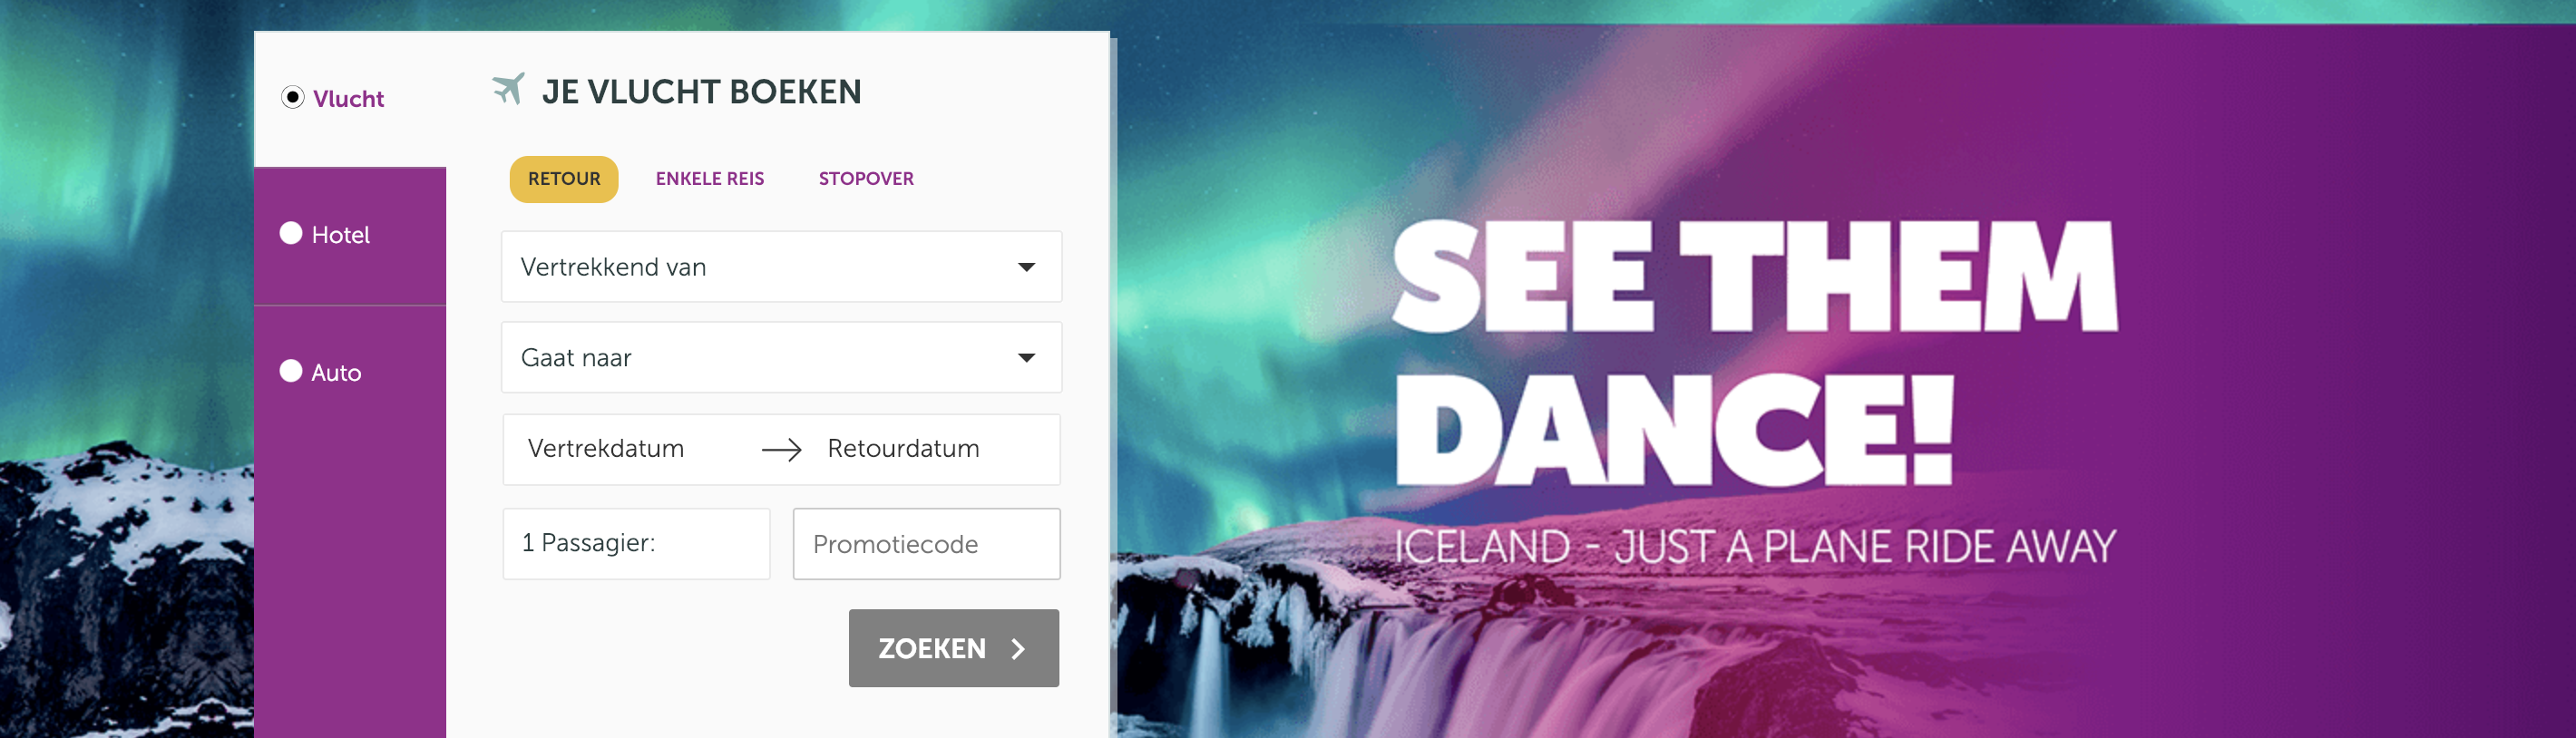 Vlucht
Hotel
Auto
JE VLUCHT BOEKEN
RETOUR ENKELE REIS STOPOVER
Vertrekkend van
Gaat naar
Vertrekdatum → Retourdatum
1 Passagier: Promotiecode
ZOEKEN
SEE THEM
DANCE!
ICELAND - JUST A PLANE RIDE AWAY